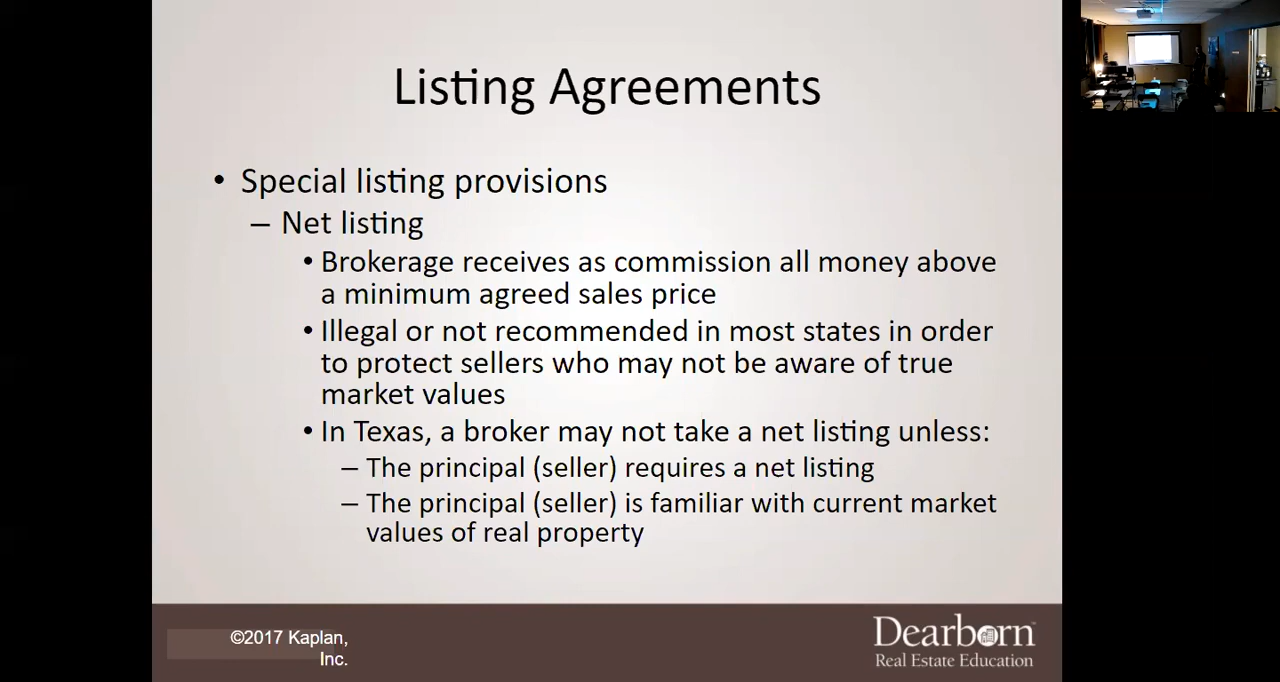 Listing Agreements
• Special listing provisions
– Net listing
• Brokerage receives as commission all money above
a minimum agreed sales price
• Illegal or not recommended in most states in order
to protect sellers who may not be aware of true
market values
• In Texas, a broker may not take a net listing unless:
– The principal (seller) requires a net listing
– The principal (seller) is familiar with current market
values of real property
©2017 Kaplan,
Inc.
Dearborn™
Real Estate Education